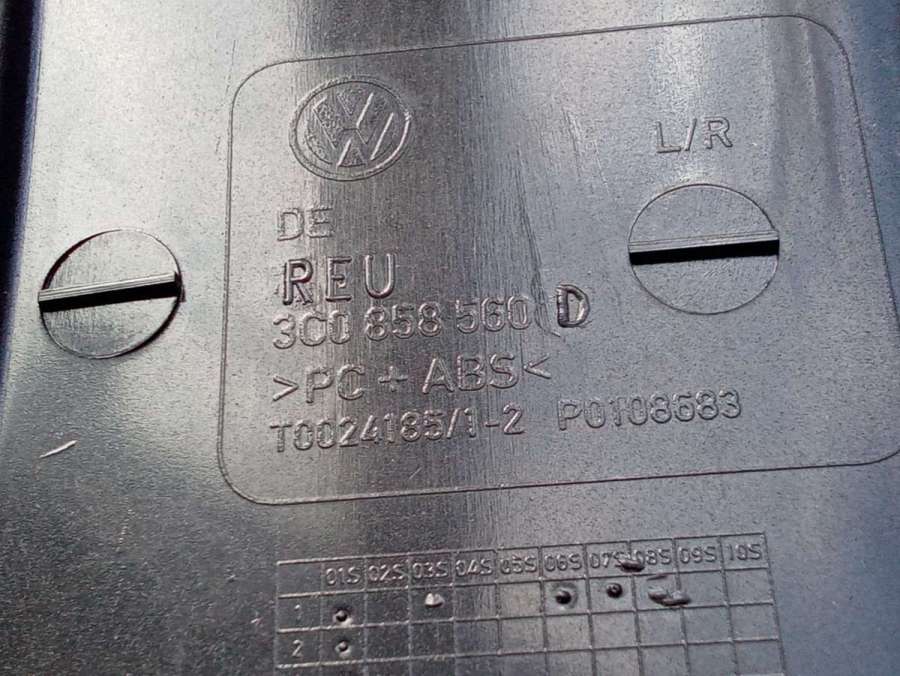 VW
L/R
DE
REU
3C0 858 560 D
>PC + ABS<
T0024185/1-2 P0108683
01S 02S 03S 04S 05S 06S 07S 08S 09S 10S
1
2